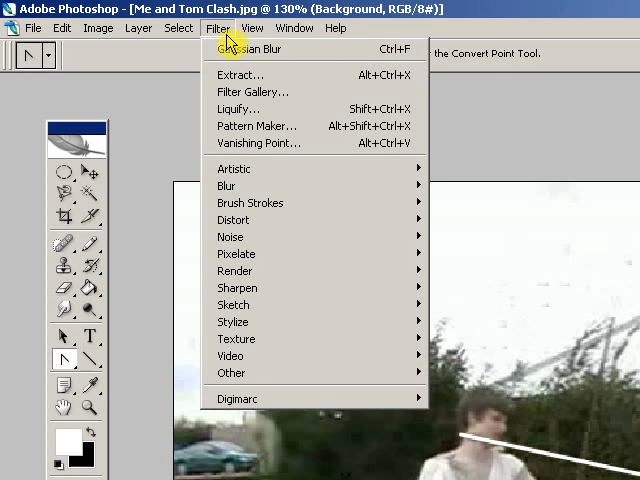 Adobe Photoshop - [Me and Tom Clash.jpg @ 130% (Background, RGB/8#)]
File Edit Image Layer Select Filter View Window Help
Gaussian Blur Ctrl+F
the Convert Point Tool.
Extract... Alt+Ctrl+X
Filter Gallery...
Liquify... Shift+Ctrl+X
Pattern Maker... Alt+Shift+Ctrl+X
Vanishing Point... Alt+Ctrl+V
Artistic
Blur
Brush Strokes
Distort
Noise
Pixelate
Render
Sharpen
Sketch
Stylize
Texture
Video
Other
Digimarc